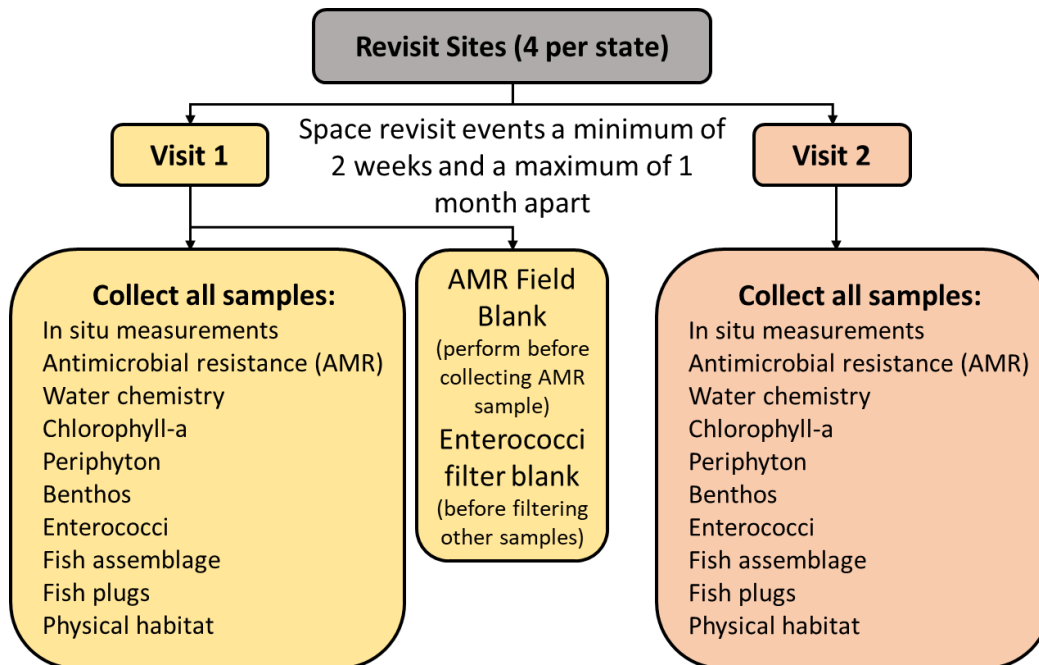 Revisit Sites (4 per state)
Visit 1
Space revisit events a minimum of
2 weeks and a maximum of 1
month apart
Visit 2
Collect all samples:
In situ measurements
Antimicrobial resistance (AMR)
Water chemistry
Chlorophyll-a
Periphyton
Benthos
Enterococci
Fish assemblage
Fish plugs
Physical habitat
AMR Field
Blank
(perform before
collecting AMR
sample)
Enterococci
filter blank
(before filtering
other samples)
Collect all samples:
In situ measurements
Antimicrobial resistance (AMR)
Water chemistry
Chlorophyll-a
Periphyton
Benthos
Enterococci
Fish assemblage
Fish plugs
Physical habitat